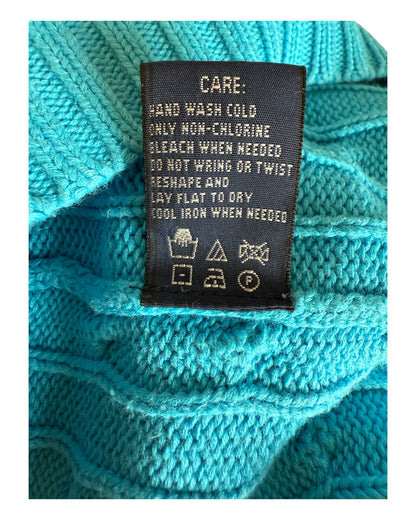 CARE:
HAND WASH COLD
ONLY NON-CHLORINE
BLEACH WHEN NEEDED
DO NOT WRING OR TWIST
RESHAPE AND
LAY FLAT TO DRY
COOL IRON WHEN NEEDED
P